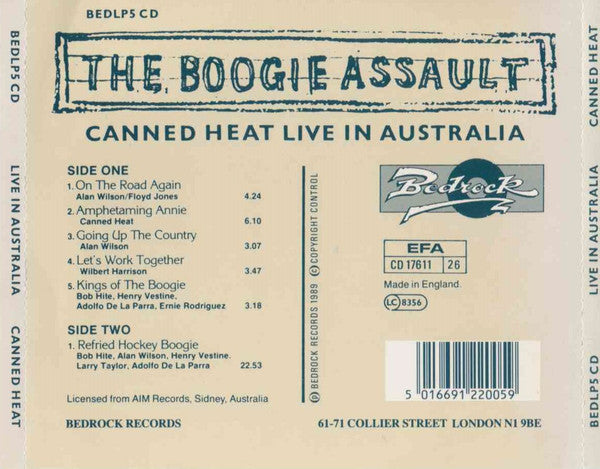 BEDLP5 CD
THE BOOGIE ASSAULT
CANNED HEAT LIVE IN AUSTRALIA
SIDE ONE
1. On The Road Again
Alan Wilson/Floyd Jones 4.24
2. Amphetaming Annie
Canned Heat 6.10
3. Going Up The Country
Alan Wilson 3.07
4. Let's Work Together
Wilbert Harrison 3.47
5. Kings of The Boogie
Bob Hite, Henry Vestine,
Adolfo De La Parra, Ernie Rodriguez 3.18
SIDE TWO
1. Refried Hockey Boogie
Bob Hite, Alan Wilson, Henry Vestine.
Larry Taylor, Adolfo De La Parra 22.53
Licensed from AIM Records, Sidney, Australia
BEDROCK RECORDS
Ⓟ BEDROCK RECORDS 1989 Ⓒ COPYRIGHT CONTROL
Bedrock
EFA
CD 17611 26
Made in England.
LC 8356
5 016691 220059
61-71 COLLIER STREET LONDON N1 9BE
BEDLP5 CD LIVE IN AUSTRALIA CANNED HEAT
BEDLP5 CD LIVE IN AUSTRALIA CANNED HEAT